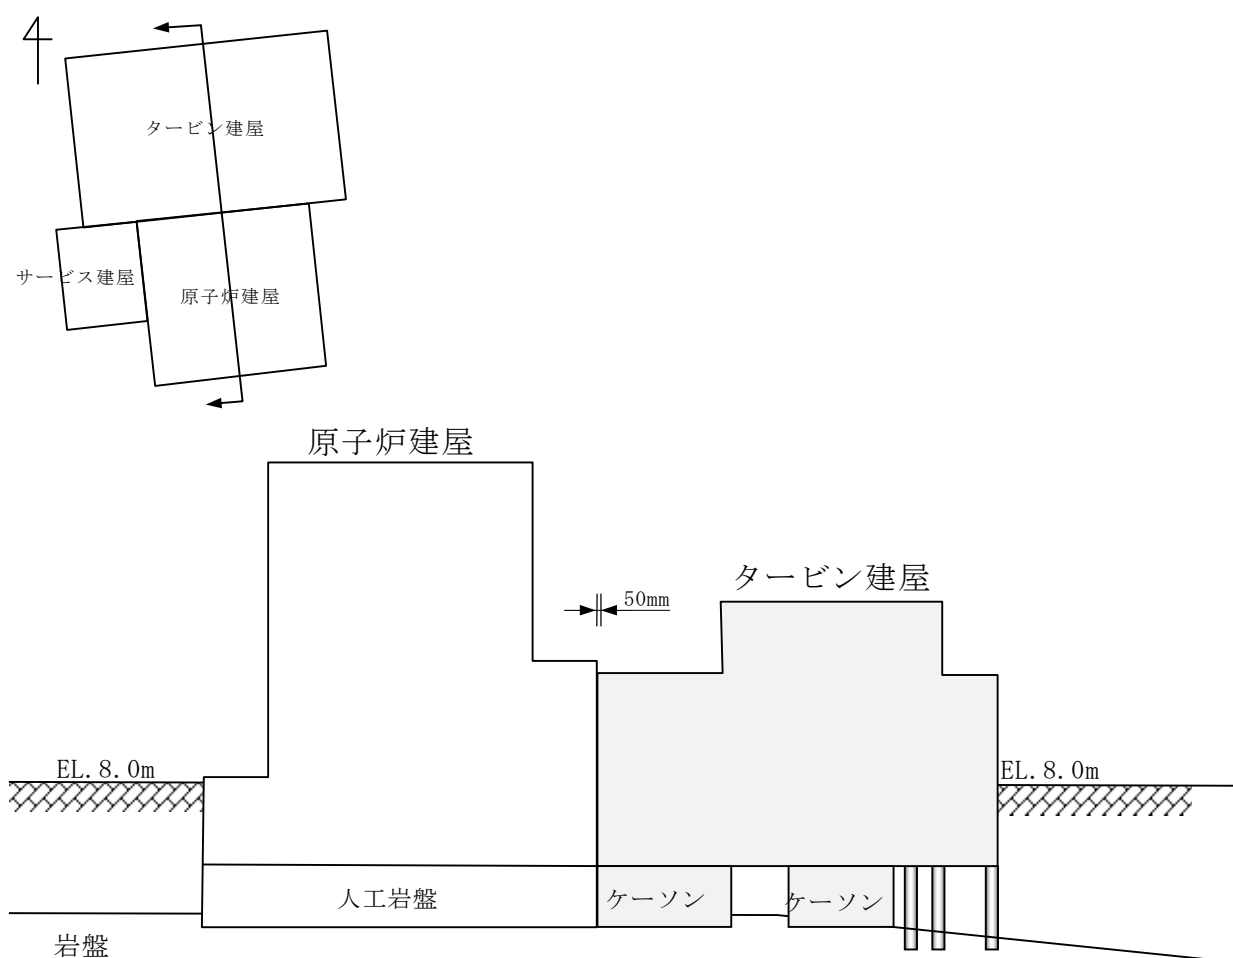 タービン建屋
サービス建屋
原子炉建屋
原子炉建屋
タービン建屋
50mm
EL.8.0m
EL.8.0m
人工岩盤
ケーソン
ケーソン
岩盤